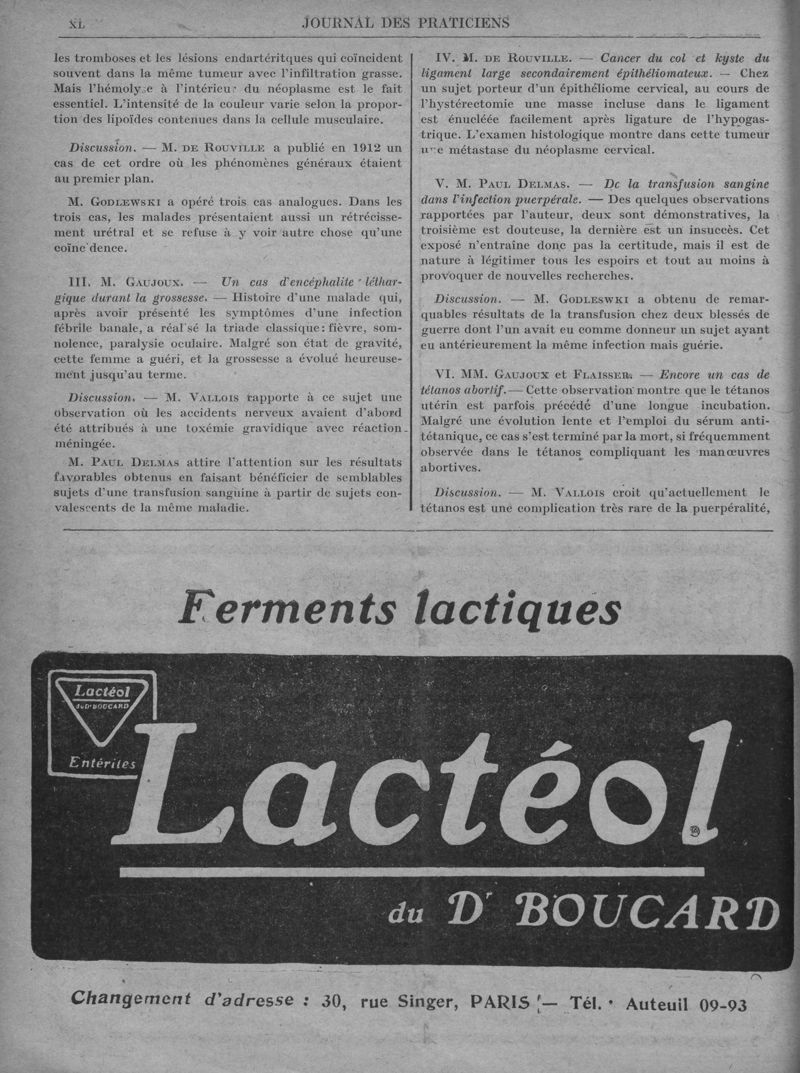 XL
JOURNAL DES PRATICIENS
les tromboses et les lésions endartéritques qui coïncident
souvent dans la même tumeur avec l'infiltration grasse.
Mais l'hémoly e à l'intérieur du néoplasme est le fait
essentiel. L'intensité de la couleur varie selon la propor-
tion des lipoïdes contenues dans la cellule musculaire.
Discussion. — M. DE ROUVILLE a publié en 1912 un
cas de cet ordre où les phénomènes généraux étaient
au premier plan.
M. GODLEWSKI a opéré trois cas analogues. Dans les
trois cas, les malades présentaient aussi un rétrécisse-
ment urétral et se refuse à y voir autre chose qu'une
coïnc dence.
III. M. GAUJOUX. — Un cas d'encéphalite léthar-
gique durant la grossesse. — Histoire d'une malade qui,
après avoir présenté les symptômes d'une infection
fébrile banale, a réal sé la triade classique: fièvre, som-
nolence, paralysie oculaire. Malgré son état de gravité,
cette femme a guéri, et la grossesse a évolué heureuse-
ment jusqu'au terme.
Discussion. — M. VALLOIS rapporte à ce sujet une
observation où les accidents nerveux avaient d'abord
été attribués à une toxémie gravidique avec réaction
méningée.
M. PAUL DELMAS attire l'attention sur les résultats
favorables obtenus en faisant bénéficier de semblables
sujets d'une transfusion sanguine à partir de sujets con-
valescents de la même maladie.
IV. M. DE ROUVILLE. — Cancer du col et kyste du
ligament large secondairement épithéliomateux. — Chez
un sujet porteur d'un épithéliome cervical, au cours de
l'hystérectomie une masse incluse dans le ligament
est énucléée facilement après ligature de l'hypogas-
trique. L'examen histologique montre dans cette tumeur
une métastase du néoplasme cervical.
V. M. PAUL DELMAS. — De la transfusion sangine
dans l'infection puerpérale. — Des quelques observations
rapportées par l'auteur, deux sont démonstratives, la
troisième est douteuse, la dernière est un insuccès. Cet
exposé n'entraine donc pas la certitude, mais il est de
nature à légitimer tous les espoirs et tout au moins à
provoquer de nouvelles recherches.
Discussion. — M. GODLESWKI a obtenu de remar-
quables résultats de la transfusion chez deux blessés de
guerre dont l'un avait eu comme donneur un sujet ayant
eu antérieurement la même infection mais guérie.
VI. MM. GAUJOUX et FLAISSER. — Encore un cas de
tétanos abortif. — Cette observation montre que le tétanos
utérin est parfois précédé d'une longue incubation.
Malgré une évolution lente et l'emploi du sérum anti-
tétanique, ce cas s'est terminé par la mort, si fréquemment
observée dans le tétanos compliquant les manœuvres
abortives.
Discussion. — M. VALLOIS croit qu'actuellement le
tétanos est une complication très rare de la puerpéralité,
Ferments lactiques
Lactéol
du Dr BOUCARD
Entérites
Lactéol
du Dr BOUCARD
Changement d'adresse : 30, rue Singer, PARIS — Tél. Auteuil 09-93